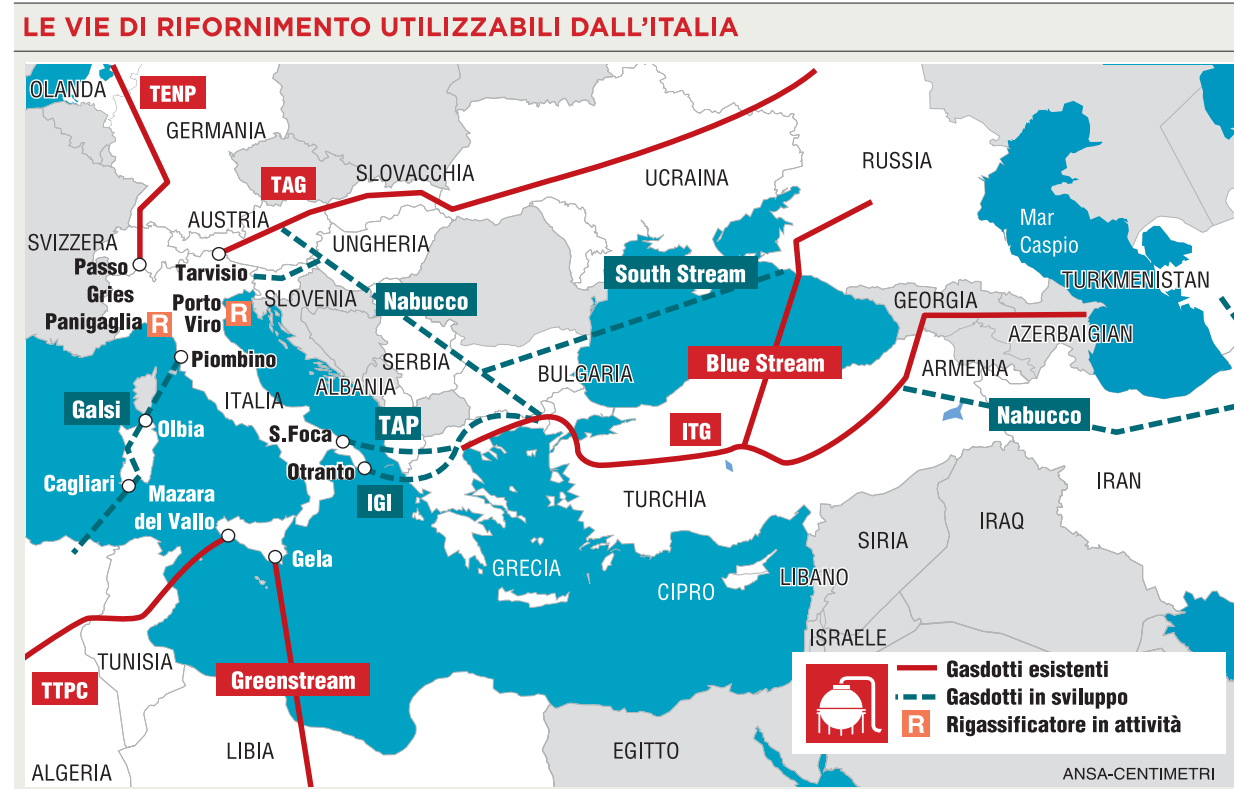 LE VIE DI RIFORNIMENTO UTILIZZABILI DALL'ITALIA
OLANDA
TENP
GERMANIA
TAG
SLOVACCHIA
UCRAINA
RUSSIA
AUSTRIA
SVIZZERA
UNGHERIA
Mar
Caspio
Passo
Gries
Tarvisio
South Stream
TURKMENISTAN
Panigaglia
R
Porto
Viro
R
SLOVENIA
Nabucco
GEORGIA
AZERBAIGIAN
Piombino
SERBIA
BULGARIA
Blue Stream
ARMENIA
ALBANIA
ITALIA
Galsi
Olbia
S.Foca
TAP
ITG
Nabucco
Otranto
Cagliari
Mazara
del Vallo
IGI
TURCHIA
IRAN
IRAQ
Gela
GRECIA
CIPRO
SIRIA
LIBANO
ISRAELE
TUNISIA
TTPC
Greenstream
LIBIA
EGITTO
ALGERIA
Gasdotti esistenti
Gasdotti in sviluppo
R Rigassificatore in attività
ANSA-CENTIMETRI